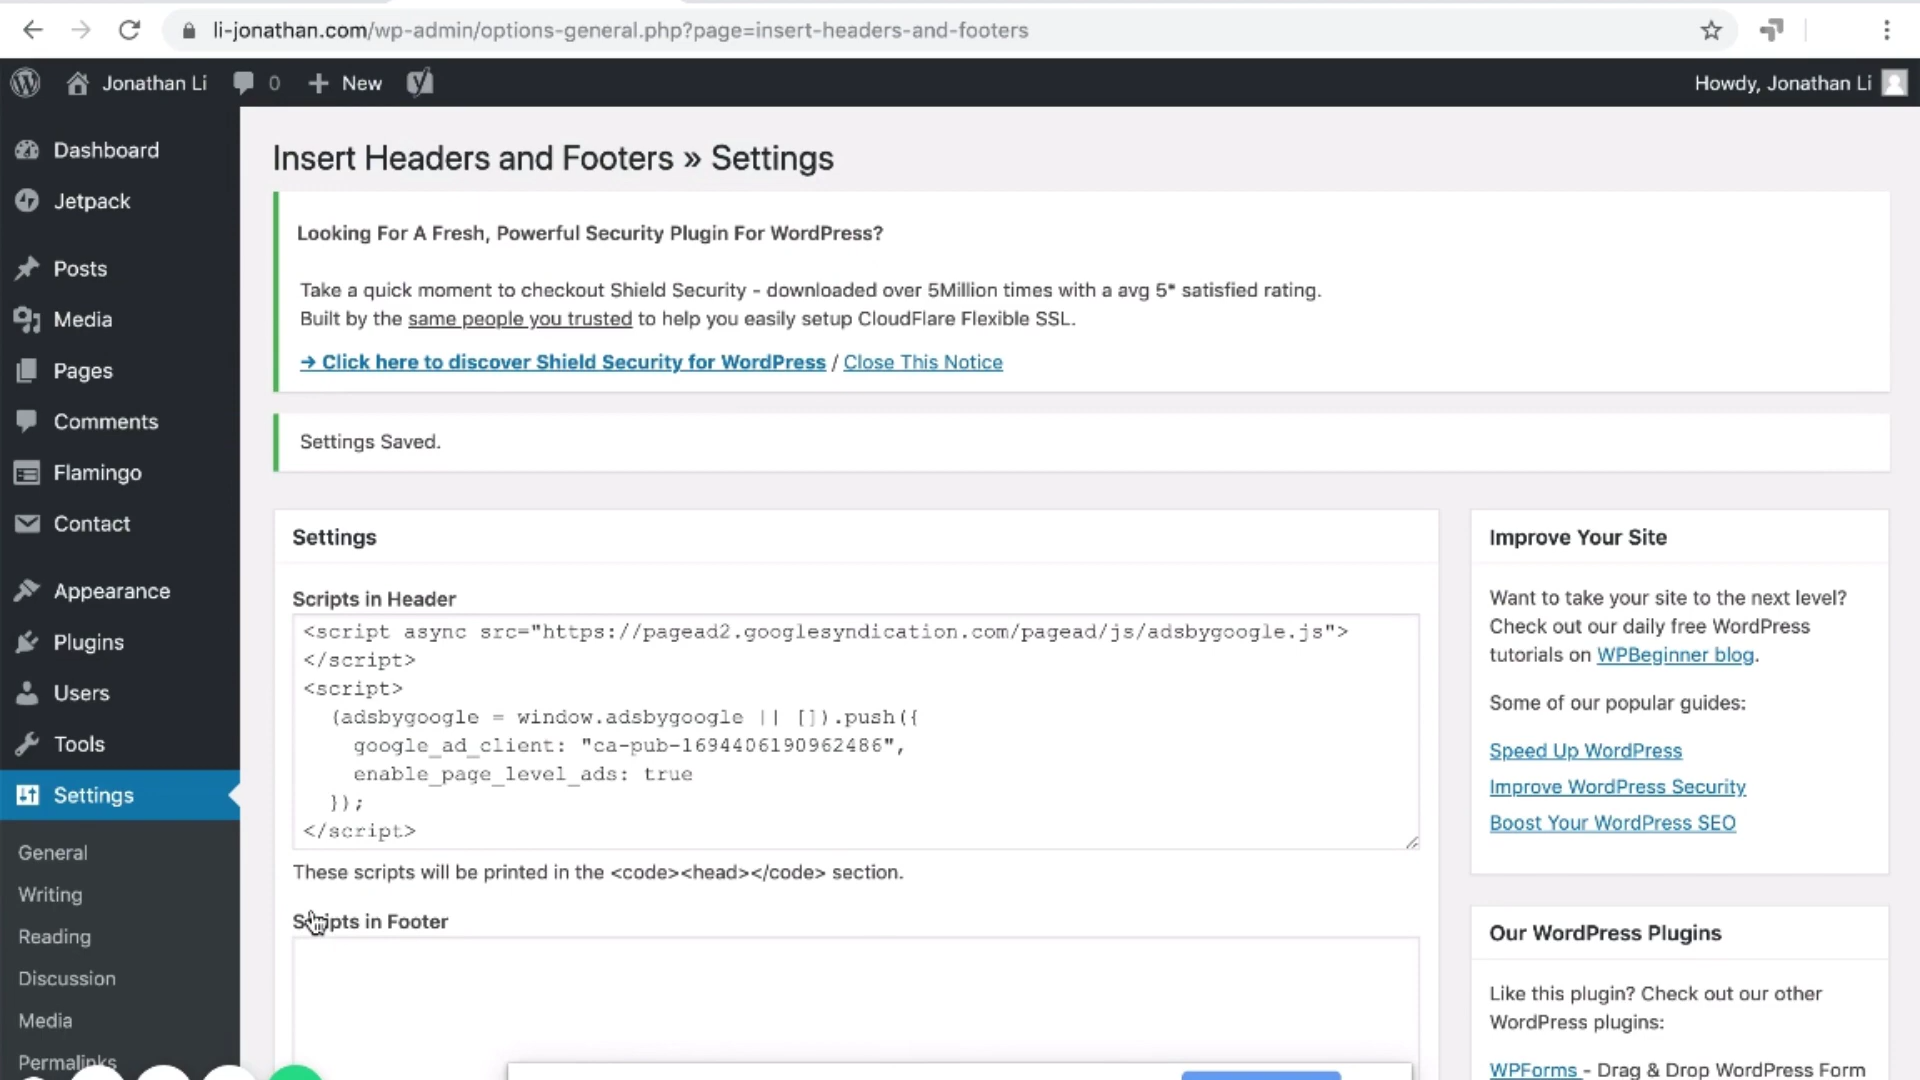 li-jonathan.com/wp-admin/options-general.php?page=insert-headers-and-footers
Jonathan Li
0
New
Howdy, Jonathan Li
Dashboard
Jetpack
Posts
Media
Pages
Comments
Flamingo
Contact
Appearance
Plugins
Users
Tools
Settings
General
Writing
Reading
Discussion
Media
Permalinks
Insert Headers and Footers » Settings
Looking For A Fresh, Powerful Security Plugin For WordPress?
Take a quick moment to checkout Shield Security - downloaded over 5Million times with a avg 5* satisfied rating.
Built by the same people you trusted to help you easily setup CloudFlare Flexible SSL.
→ Click here to discover Shield Security for WordPress / Close This Notice
Settings Saved.
Settings
Scripts in Header
<script async src="https://pagead2.googlesyndication.com/pagead/js/adsbygoogle.js">
</script>
<script>
(adsbygoogle = window.adsbygoogle || []).push({
google_ad_client: "ca-pub-1694406190962486",
enable_page_level_ads: true
});
</script>
These scripts will be printed in the <code><head></code> section.
Scripts in Footer
Improve Your Site
Want to take your site to the next level?
Check out our daily free WordPress
tutorials on WPBeginner blog.
Some of our popular guides:
Speed Up WordPress
Improve WordPress Security
Boost Your WordPress SEO
Our WordPress Plugins
Like this plugin? Check out our other
WordPress plugins:
WPForms - Drag & Drop WordPress Form